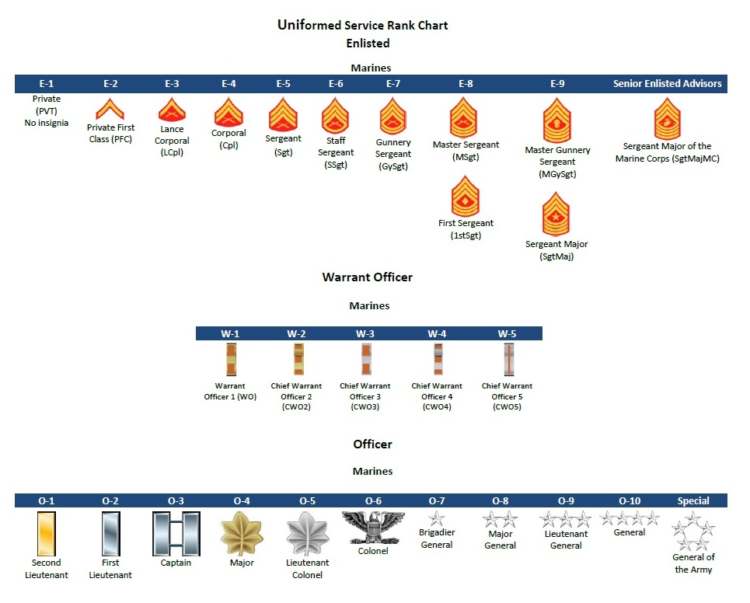 Uniformed Service Rank Chart
Enlisted
Marines
E-1 E-2 E-3 E-4 E-5 E-6 E-7 E-8 E-9 Senior Enlisted Advisors
Private
(PVT)
No insignia
Private First
Class (PFC)
Lance
Corporal
(LCpl)
Corporal
(Cpl)
Sergeant
(Sgt)
Staff
Sergeant
(SSgt)
Gunnery
Sergeant
(GySgt)
Master Sergeant
(MSgt)
First Sergeant
(1stSgt)
Master Gunnery
Sergeant
(MGySgt)
Sergeant Major
(SgtMaj)
Sergeant Major of the
Marine Corps (SgtMajMC)
Warrant Officer
Marines
W-1 W-2 W-3 W-4 W-5
Warrant
Officer 1 (WO)
Chief Warrant
Officer 2
(CWO2)
Chief Warrant
Officer 3
(CWO3)
Chief Warrant
Officer 4
(CWO4)
Chief Warrant
Officer 5
(CWO5)
Officer
Marines
O-1 O-2 O-3 O-4 O-5 O-6 O-7 O-8 O-9 O-10 Special
Second
Lieutenant
First
Lieutenant
Captain
Major
Lieutenant
Colonel
Colonel
Brigadier
General
Major
General
Lieutenant
General
General
General of
the Army